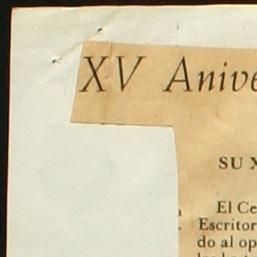 XV Anive
SU X
El Ce
Escritor
do al op